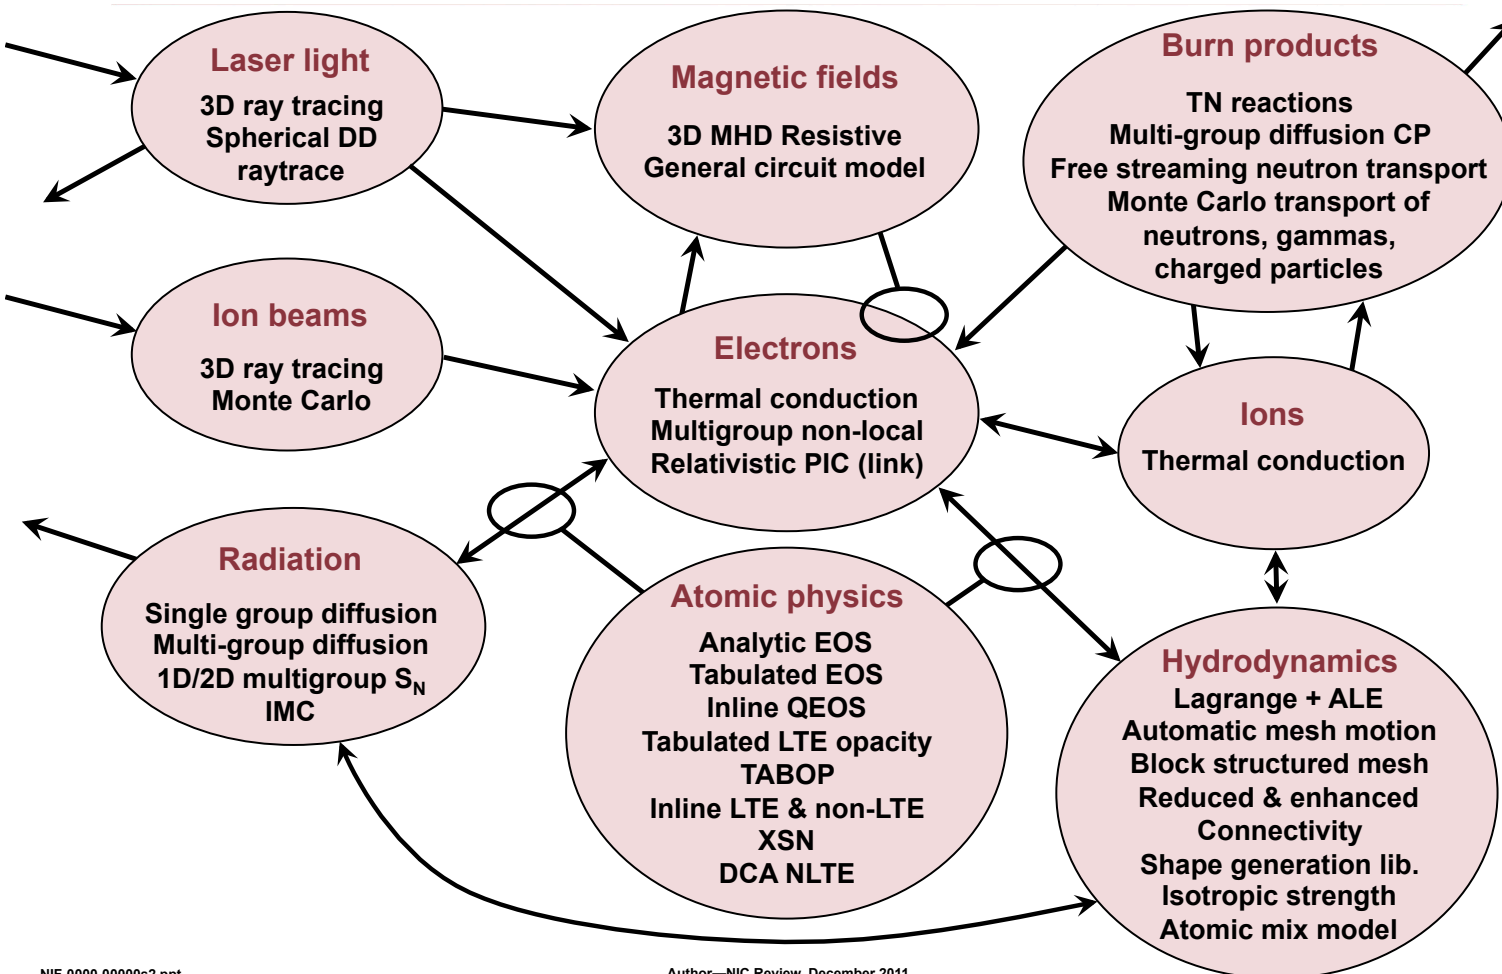 Laser light
3D ray tracing
Spherical DD
raytrace
Magnetic fields
3D MHD Resistive
General circuit model
Burn products
TN reactions
Multi-group diffusion CP
Free streaming neutron transport
Monte Carlo transport of
neutrons, gammas,
charged particles
Ion beams
3D ray tracing
Monte Carlo
Electrons
Thermal conduction
Multigroup non-local
Relativistic PIC (link)
Ions
Thermal conduction
Radiation
Single group diffusion
Multi-group diffusion
1D/2D multigroup SN
IMC
Atomic physics
Analytic EOS
Tabulated EOS
Inline QEOS
Tabulated LTE opacity
TABOP
Inline LTE & non-LTE
XSN
DCA NLTE
Hydrodynamics
Lagrange + ALE
Automatic mesh motion
Block structured mesh
Reduced & enhanced
Connectivity
Shape generation lib.
Isotropic strength
Atomic mix model
NIF-0000-00000s2.ppt
Author—NIC Review, December 2011